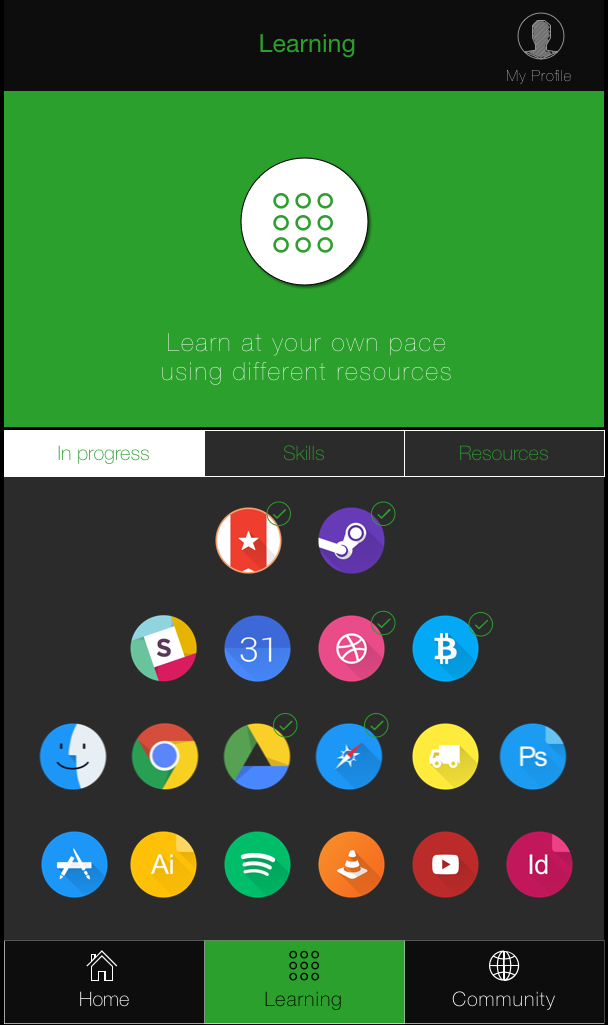 Learning
My Profile
Learn at your own pace
using different resources
In progress
Skills
Resources
S
31
Ps
Ai
Id
Home
Learning
Community